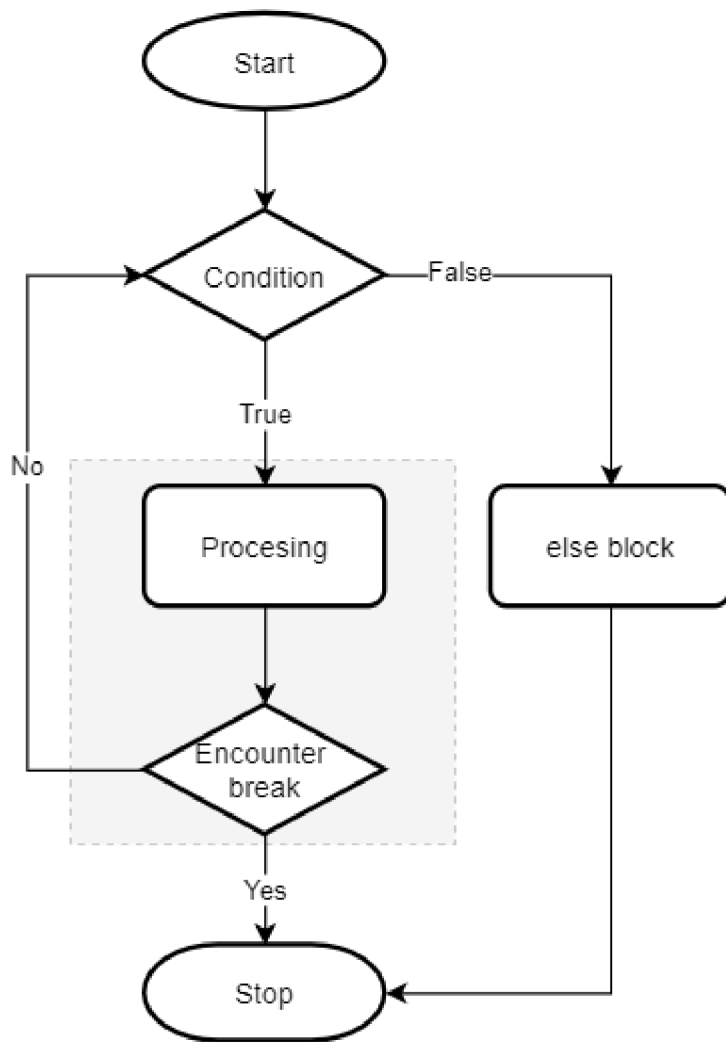 Start
Condition
False
True
No
Procesing
else block
Encounter
break
Yes
Stop